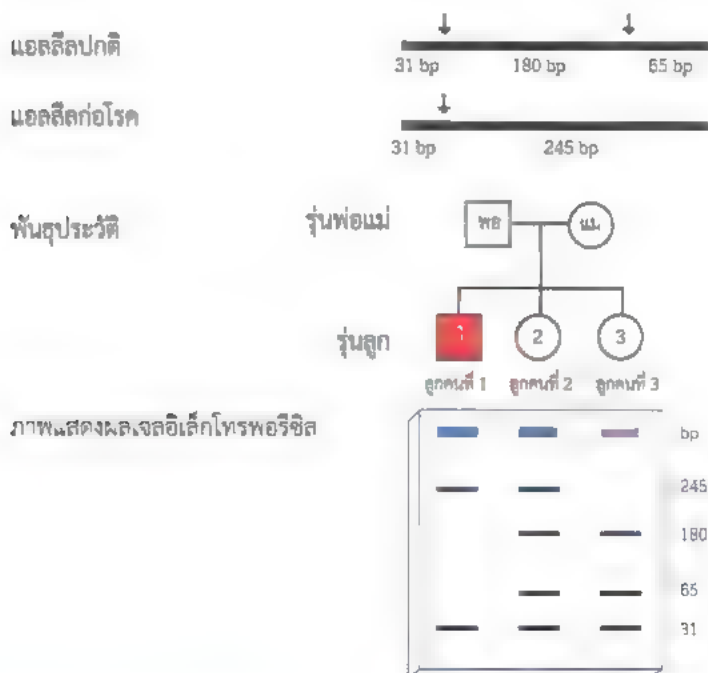 แอลลีลปกติ
31 bp 180 bp 65 bp
แอลลีลก่อโรค
31 bp 245 bp
พันธุประวัติ
รุ่นพ่อแม่
พ่อ แม่
รุ่นลูก
1 2 3
ลูกคนที่ 1 ลูกคนที่ 2 ลูกคนที่ 3
ภาพแสดงผลเจลอิเล็กโทรพอรีซิส
bp
245
180
65
31